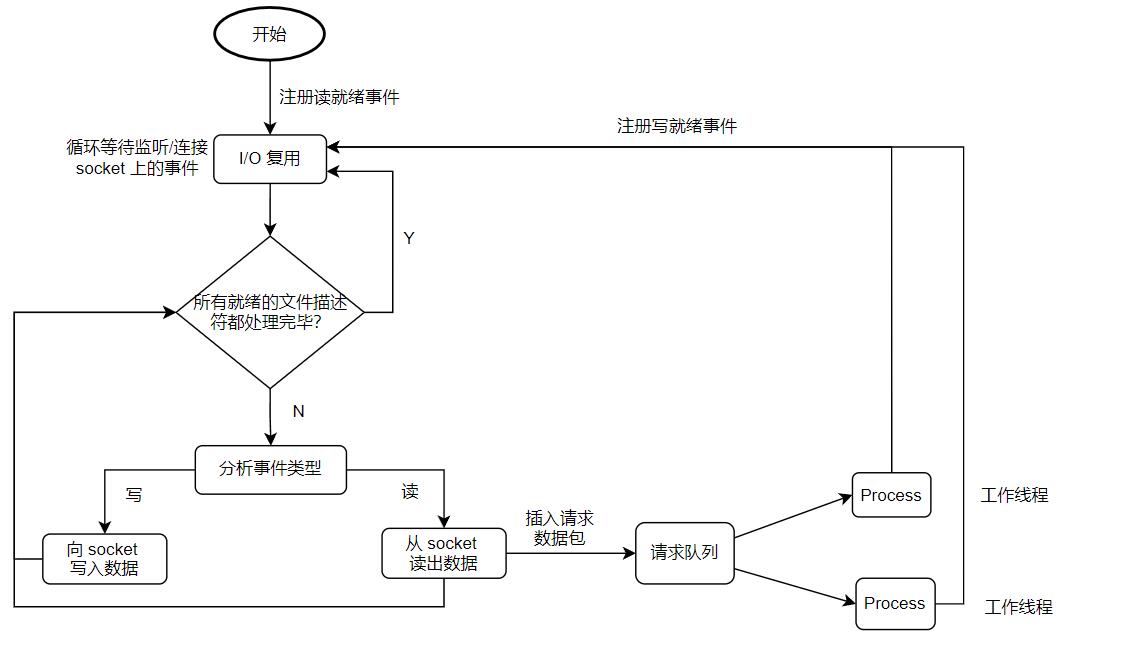 开始
注册读就绪事件
注册写就绪事件
循环等待监听/连接
socket 上的事件
I/O 复用
Y
所有就绪的文件描述
符都处理完毕?
N
分析事件类型
写
读
向 socket
写入数据
从 socket
读出数据
插入请求
数据包
请求队列
Process
工作线程
Process
工作线程